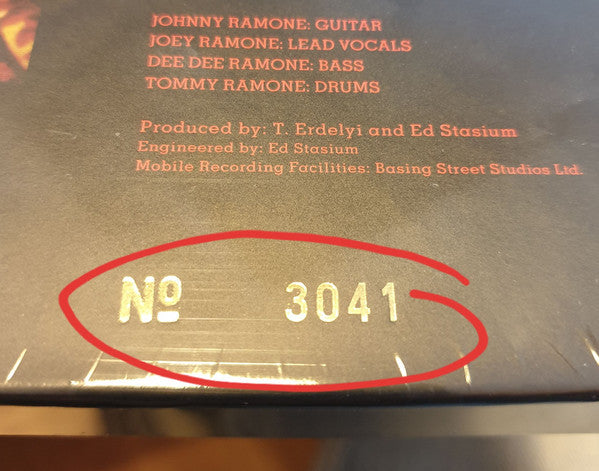 JOHNNY RAMONE: GUITAR
JOEY RAMONE: LEAD VOCALS
DEE DEE RAMONE: BASS
TOMMY RAMONE: DRUMS
Produced by: T. Erdelyi and Ed Stasium
Engineered by: Ed Stasium
Mobile Recording Facilities: Basing Street Studios Ltd.
Nº 3041